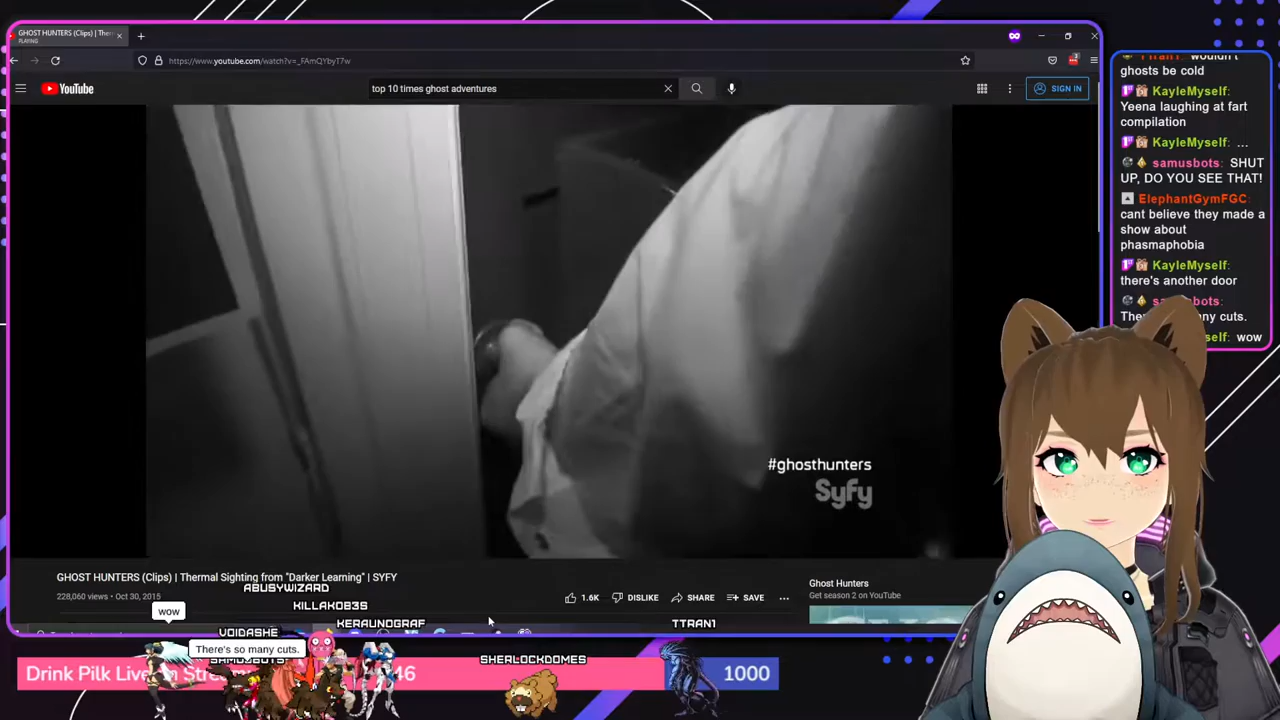 GHOST HUNTERS (Clips) | Ther
PLAYING
https://www.youtube.com/watch?v=_FAmQYbyT7w
YouTube
top 10 times ghost adventures
SIGN IN
#ghosthunters
Syfy
GHOST HUNTERS (Clips) | Thermal Sighting from "Darker Learning" | SYFY
228,060 views • Oct 30, 2015
1.6K
DISLIKE
SHARE
SAVE
Ghost Hunters
Get season 2 on YouTube
ghosts be cold
KayleMyself:
Yeena laughing at fart
compilation
KayleMyself: ...
samusbots: SHUT
UP, DO YOU SEE THAT!
ElephantGymFGC:
cant believe they made a
show about
phasmaphobia
KayleMyself:
there's another door
wow
ABUSYWIZARD
KILLAKOB3S
KERAUNOGRAF
TTRAN1
wow
VOIDASHE
There's so many cuts.
SHERLOCKDOMES
Drink Pilk Live
46
1000